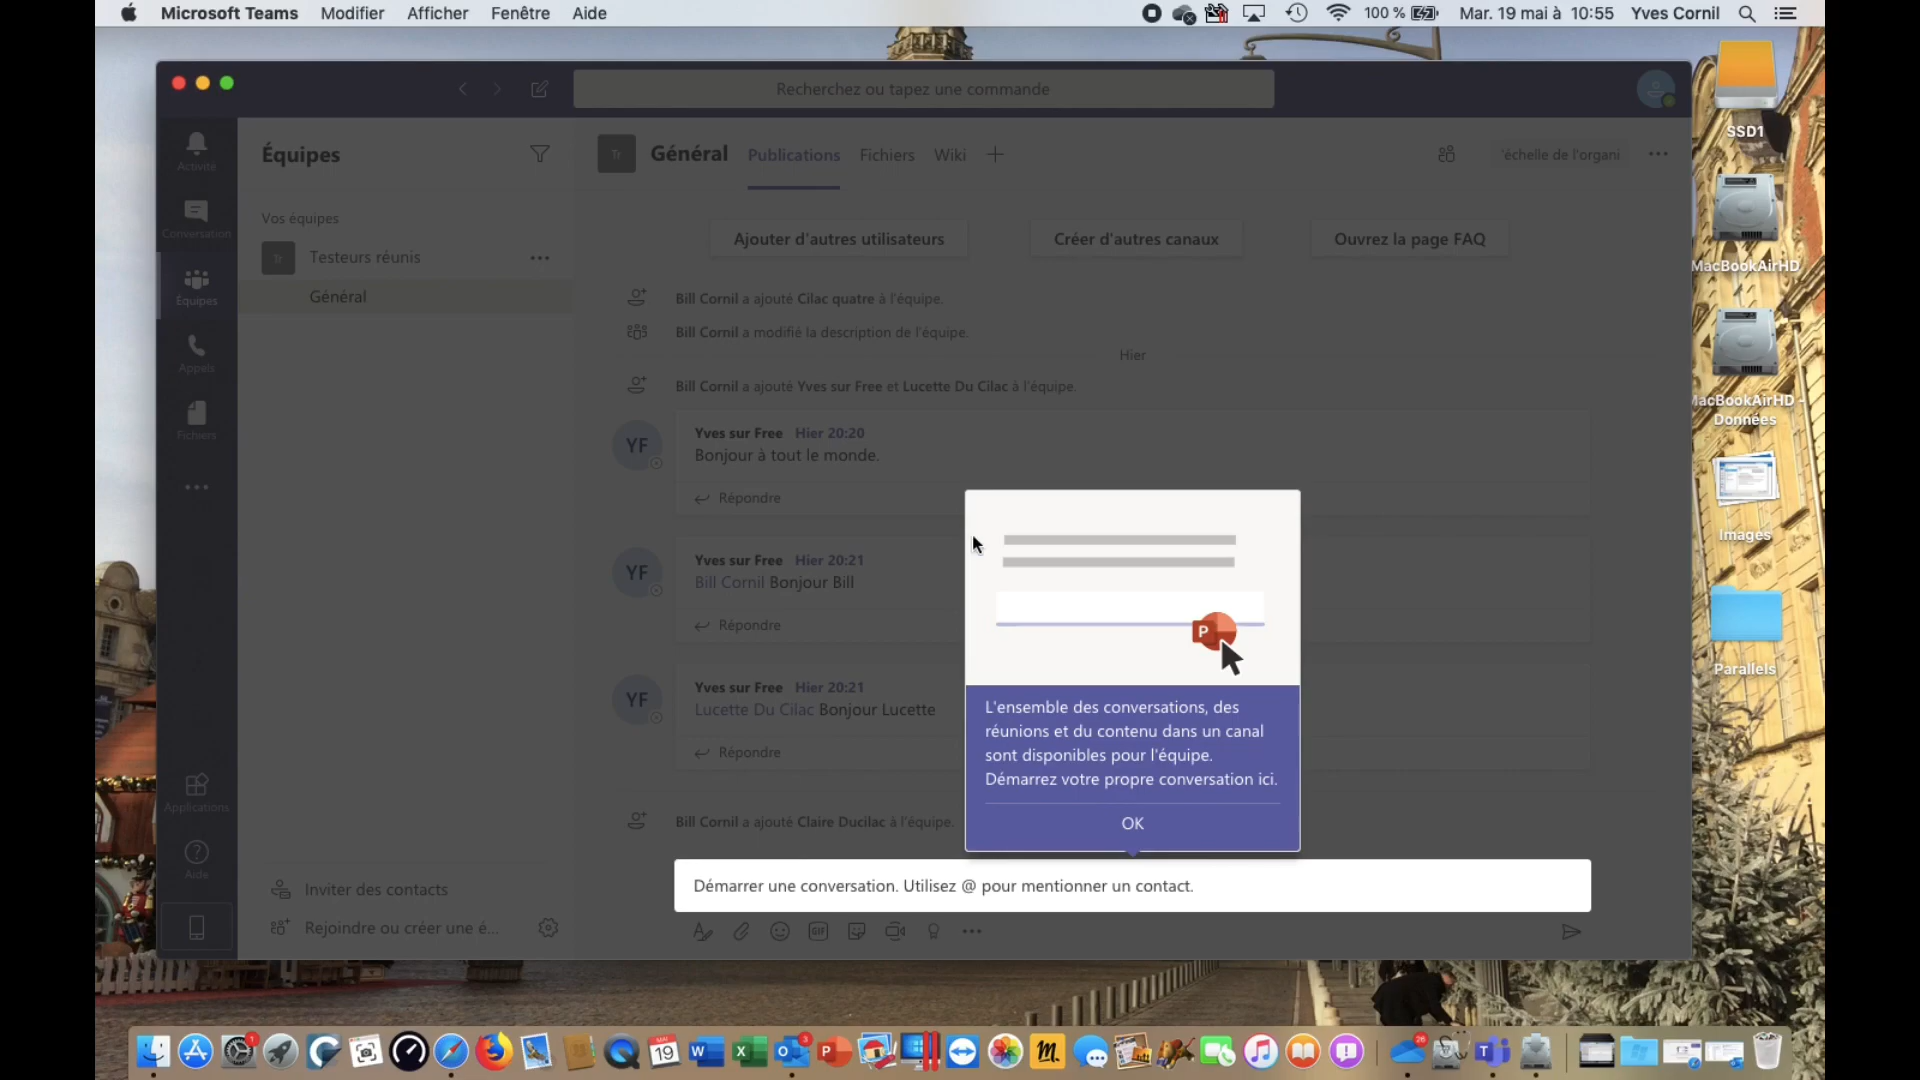 Microsoft Teams Modifier Afficher Fenêtre Aide
100 % Mar. 19 mai à 10:55 Yves Cornil
Recherchez ou tapez une commande
SSD1
MacBookAirHD
MacBookAirHD -
Données
Images
Parallels
Activité
Conversation
Équipes
Appels
Fichiers
Applications
Aide
Équipes
Vos équipes
Tr Testeurs réunis
Général
Inviter des contacts
Rejoindre ou créer une é...
Tr Général Publications Fichiers Wiki
'échelle de l'organi
Ajouter d'autres utilisateurs
Créer d'autres canaux
Ouvrez la page FAQ
Bill Cornil a ajouté Cilac quatre à l'équipe.
Bill Cornil a modifié la description de l'équipe.
Hier
Bill Cornil a ajouté Yves sur Free et Lucette Du Cilac à l'équipe.
YF
Yves sur Free Hier 20:20
Bonjour à tout le monde.
Répondre
YF
Yves sur Free Hier 20:21
Bill Cornil Bonjour Bill
Répondre
YF
Yves sur Free Hier 20:21
Lucette Du Cilac Bonjour Lucette
Répondre
Bill Cornil a ajouté Claire Ducilac à l'équipe.
P
L'ensemble des conversations, des
réunions et du contenu dans un canal
sont disponibles pour l'équipe.
Démarrez votre propre conversation ici.
OK
Démarrer une conversation. Utilisez @ pour mentionner un contact.
GIF
1
MAI
19
W
X
O
3
P
m
26
T